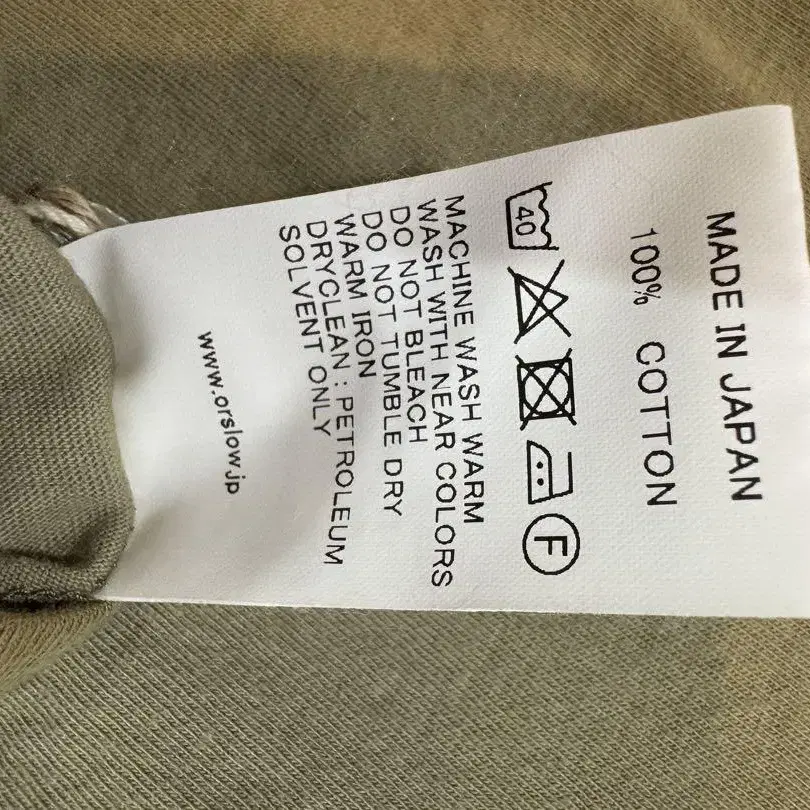 MADE IN JAPAN
100% COTTON
40
F
MACHINE WASH WARM
WASH WITH NEAR COLORS
DO NOT BLEACH
DO NOT TUMBLE DRY
WARM IRON
DRYCLEAN : PETROLEUM
SOLVENT ONLY
www.orslow.jp